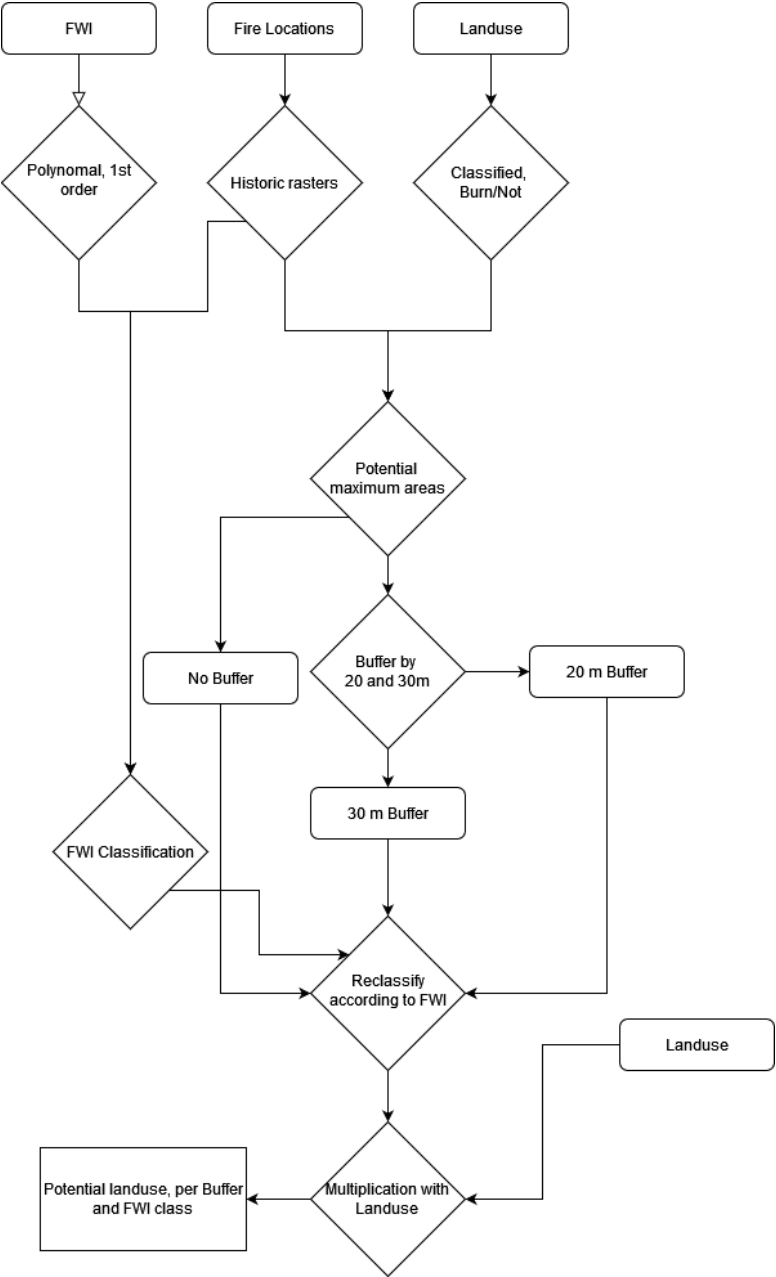 FWI
Fire Locations
Landuse
Polynomal, 1st
order
Historic rasters
Classified,
Burn/Not
Potential
maximum areas
No Buffer
Buffer by
20 and 30m
20 m Buffer
30 m Buffer
FWI Classification
Reclassify
according to FWI
Landuse
Potential landuse, per Buffer
and FWI class
Multiplication with
Landuse